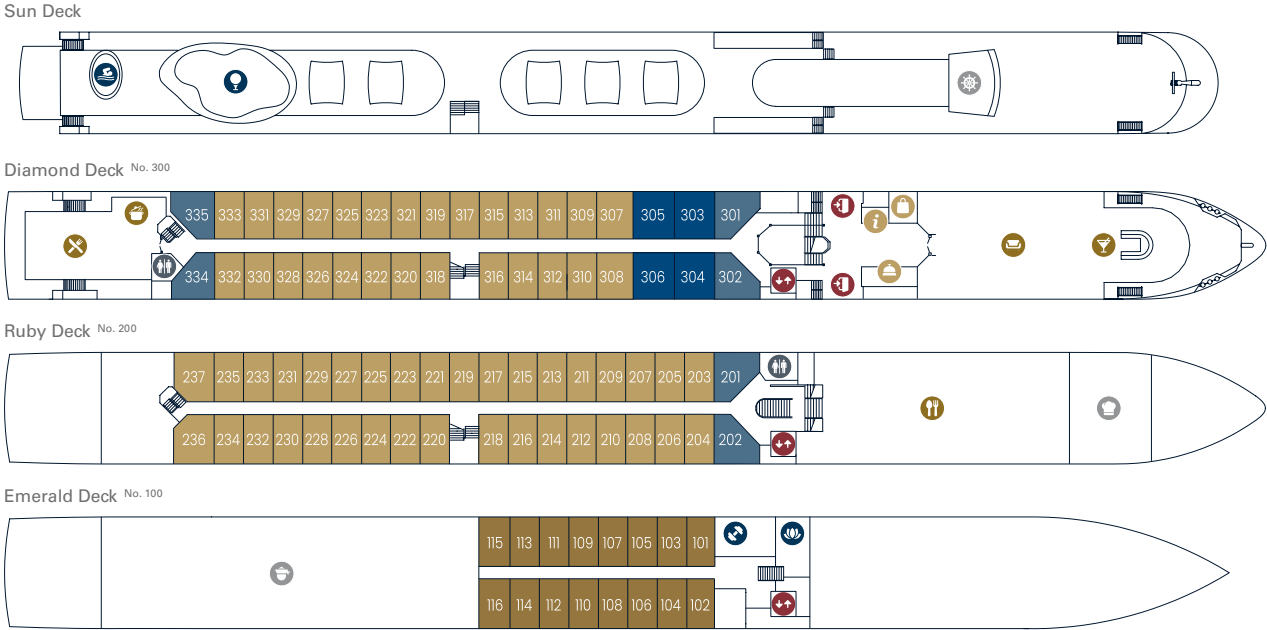 Sun Deck
Diamond Deck No. 300
335 333 331 329 327 325 323 321 319 317 315 313 311 309 307 305 303 301
334 332 330 328 326 324 322 320 318 316 314 312 310 308 306 304 302
Ruby Deck No. 200
237 235 233 231 229 227 225 223 221 219 217 215 213 211 209 207 205 203 201
236 234 232 230 228 226 224 222 220 218 216 214 212 210 208 206 204 202
Emerald Deck No. 100
115 113 111 109 107 105 103 101
116 114 112 110 108 106 104 102